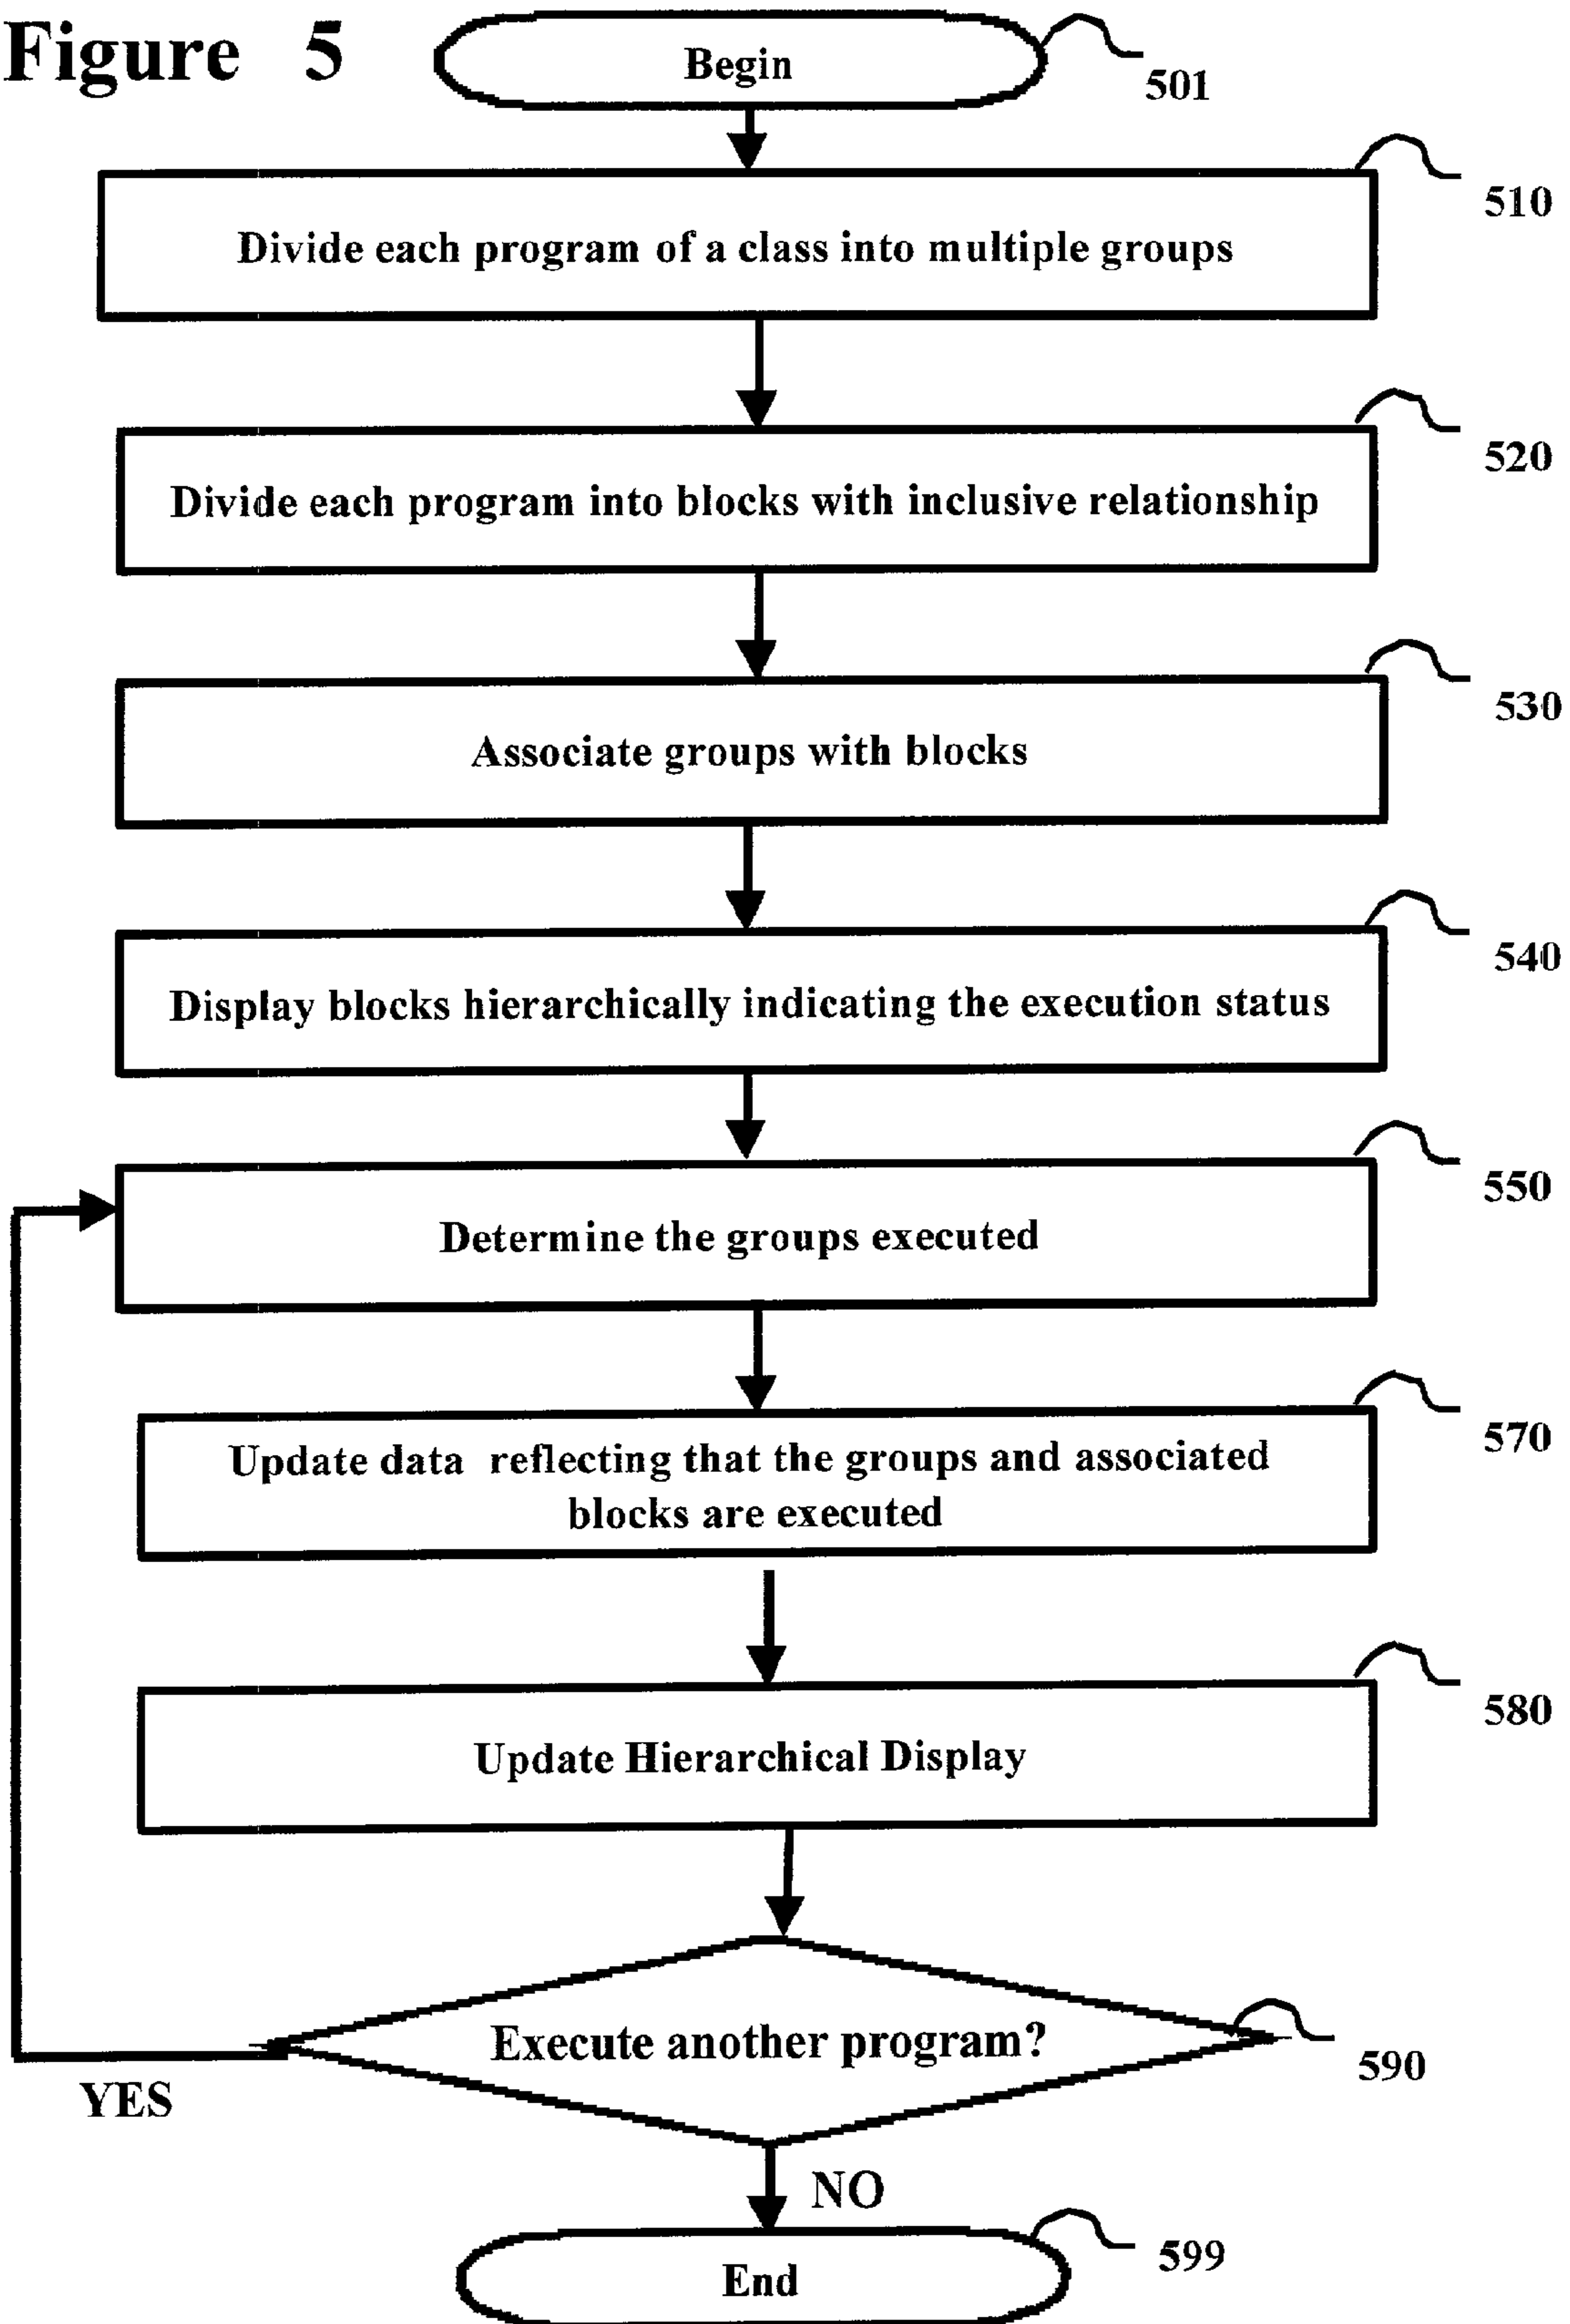 Figure 5
Begin
501
510
Divide each program of a class into multiple groups
520
Divide each program into blocks with inclusive relationship
530
Associate groups with blocks
540
Display blocks hierarchically indicating the execution status
550
Determine the groups executed
570
Update data reflecting that the groups and associated
blocks are executed
580
Update Hierarchical Display
Execute another program?
590
YES
NO
599
End